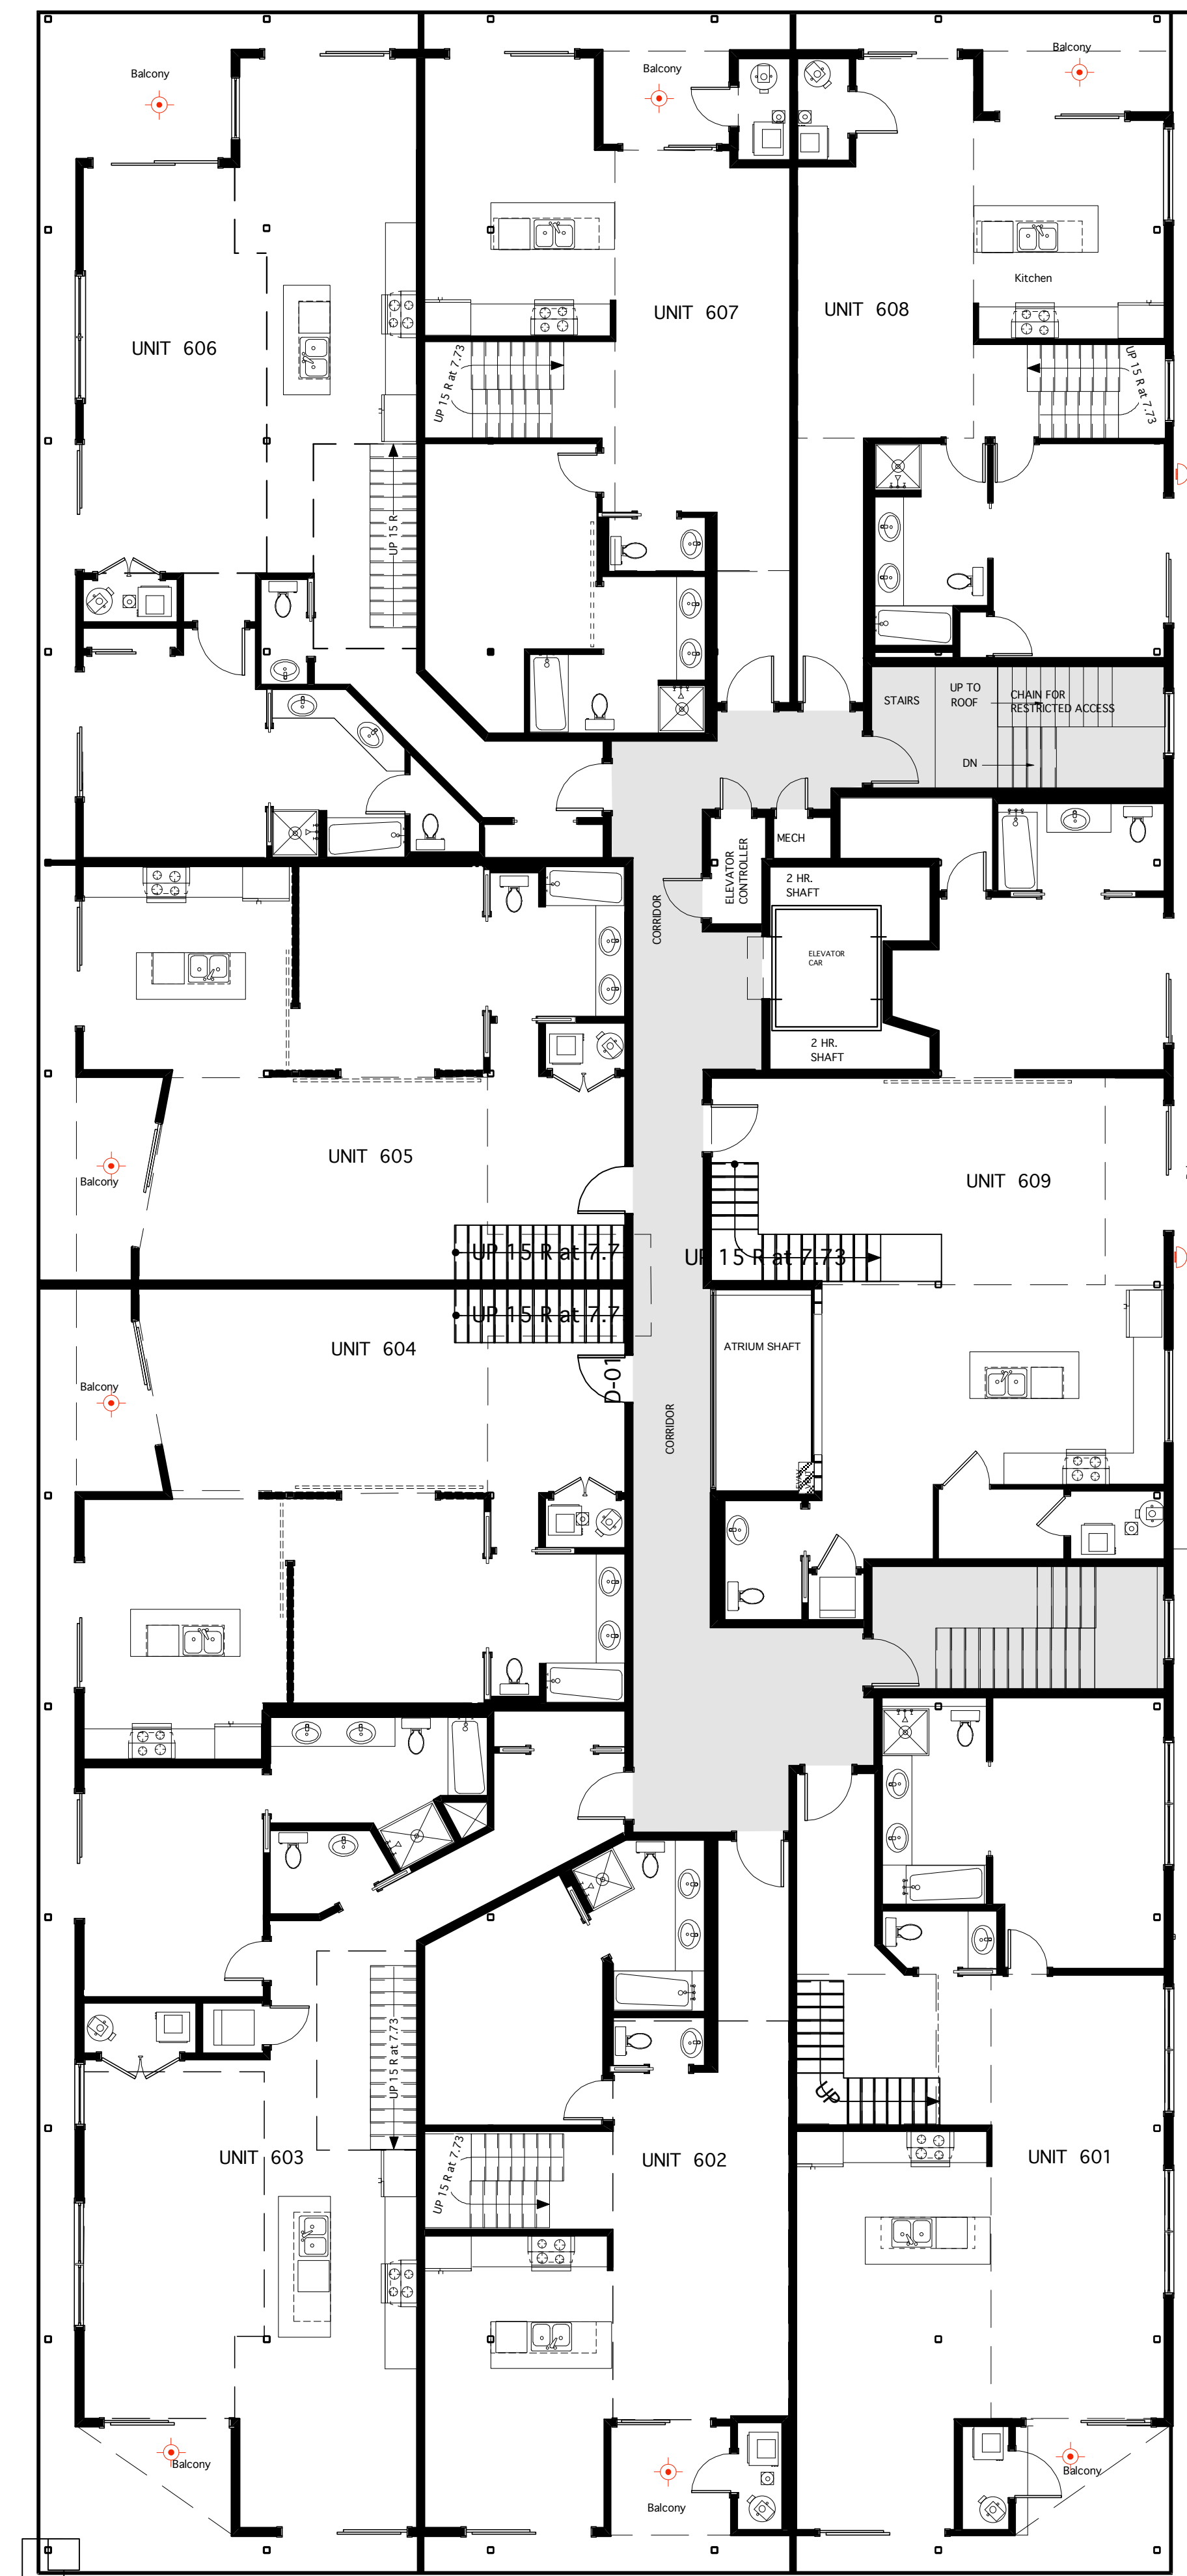 Balcony
Balcony
Balcony
Kitchen
UNIT 606
UNIT 607
UNIT 608
UP 15 R at 7.73
UP 15 R at 7.73
UP 15 R
STAIRS
UP TO
ROOF
CHAIN FOR
RESTRICTED ACCESS
DN
MECH
ELEVATOR
CONTROLLER
2 HR.
SHAFT
CORRIDOR
ELEVATOR
CAR
2 HR.
SHAFT
UNIT 605
Balcony
UNIT 609
UP 15 R at 7.7
UP 15 R at 7.73
UP 15 R at 7.7
UNIT 604
ATRIUM SHAFT
Balcony
D-01
CORRIDOR
UP 15 R at 7.73
UP
UNIT 603
UNIT 602
UNIT 601
UP 15 R at 7.73
Balcony
Balcony
Balcony